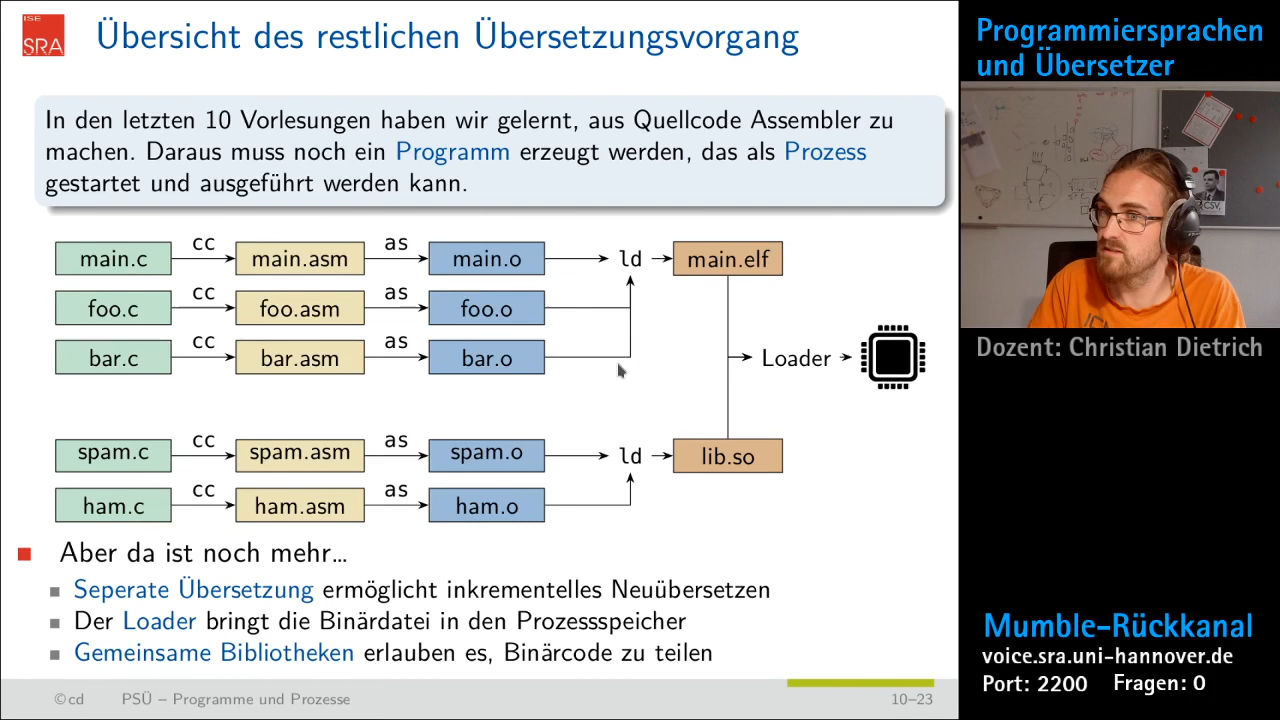 ISE
SRA
Übersicht des restlichen Übersetzungsvorgang
In den letzten 10 Vorlesungen haben wir gelernt, aus Quellcode Assembler zu
machen. Daraus muss noch ein Programm erzeugt werden, das als Prozess
gestartet und ausgeführt werden kann.
main.c cc main.asm as main.o ld main.elf
foo.c cc foo.asm as foo.o
bar.c cc bar.asm as bar.o
Loader
spam.c cc spam.asm as spam.o ld lib.so
ham.c cc ham.asm as ham.o
Aber da ist noch mehr…
Seperate Übersetzung ermöglicht inkrementelles Neuübersetzen
Der Loader bringt die Binärdatei in den Prozessspeicher
Gemeinsame Bibliotheken erlauben es, Binärcode zu teilen
©cd PSÜ – Programme und Prozesse 10–23
Programmiersprachen
und Übersetzer
CSV
Dozent: Christian Dietrich
Mumble-Rückkanal
voice.sra.uni-hannover.de
Port: 2200 Fragen: 0